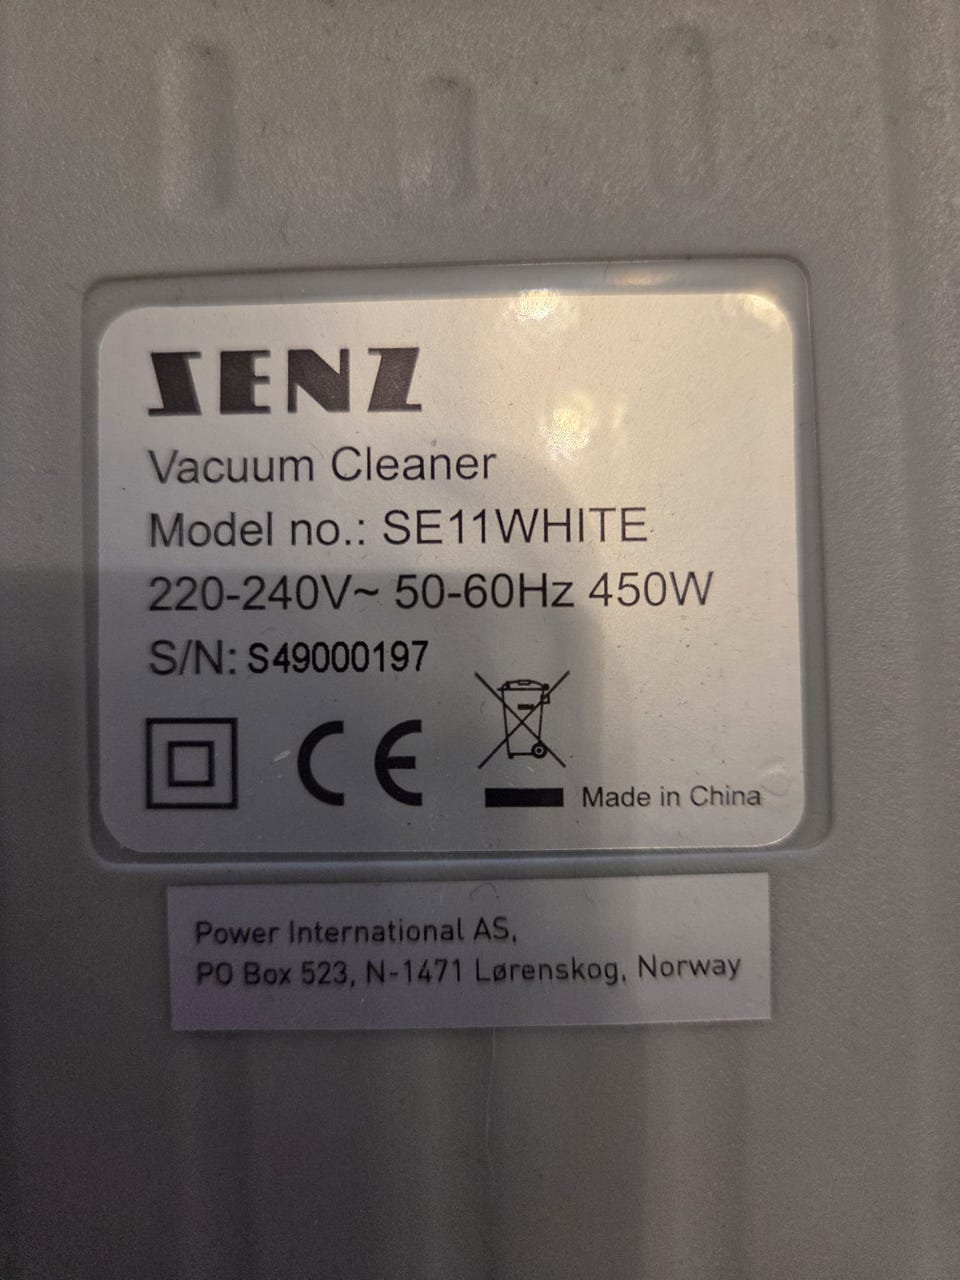 SENZ
Vacuum Cleaner
Model no.: SE11WHITE
220-240V~ 50-60Hz 450W
S/N: S49000197
CE
Made in China
Power International AS,
PO Box 523, N-1471 Lørenskog, Norway